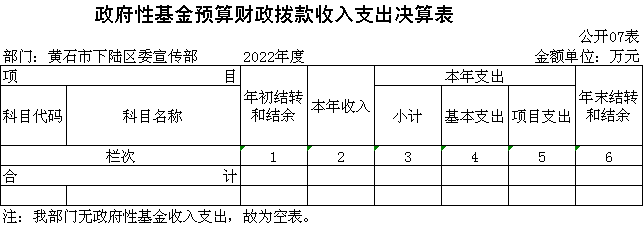 政府性基金预算财政拨款收入支出决算表
公开07表
部门：黄石市下陆区委宣传部 2022年度 金额单位：万元
项 目 年初结转和结余 本年收入 本年支出 年末结转和结余
科目代码 科目名称 小计 基本支出 项目支出
栏次 1 2 3 4 5 6
合 计
注：我部门无政府性基金收入支出，故为空表。